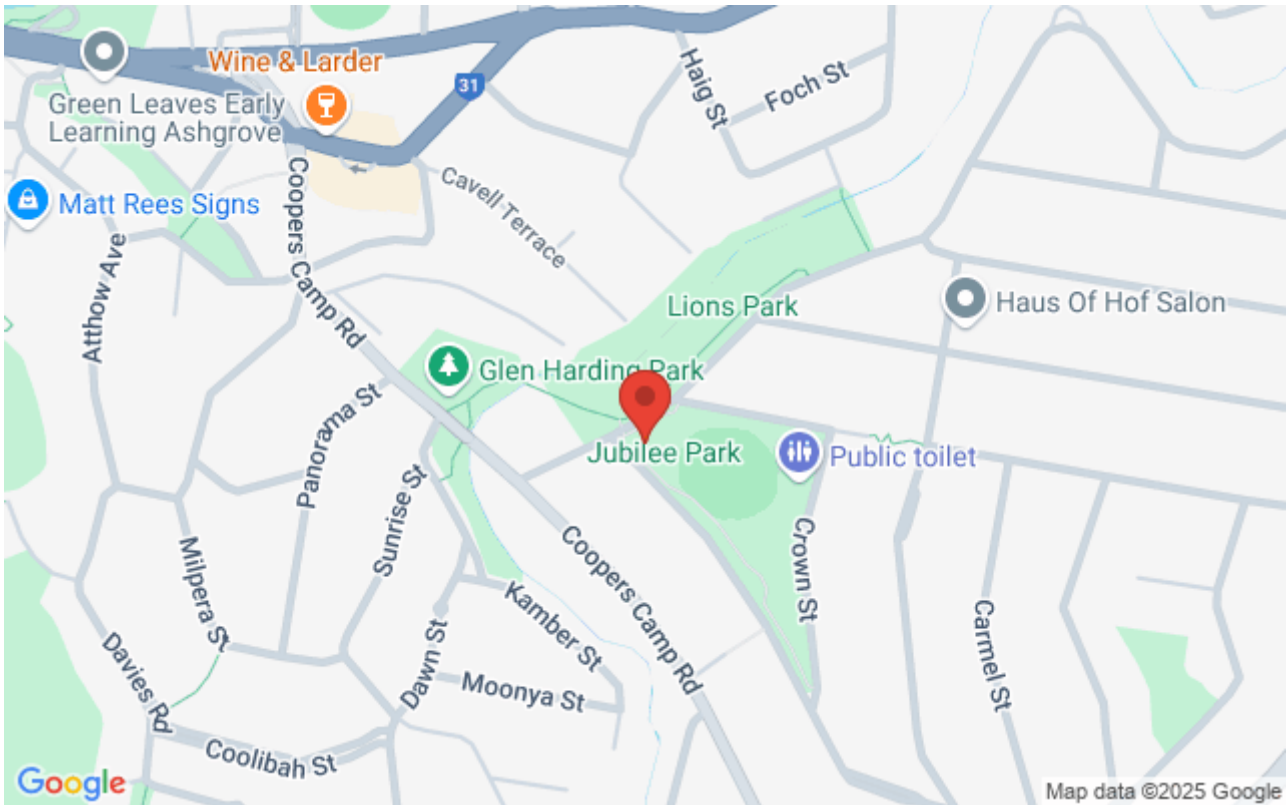 Wine & Larder
Green Leaves Early
Learning Ashgrove
31
Haig St
Foch St
Matt Rees Signs
Coopers Camp Rd
Cavell Terrace
Atthow Ave
Lions Park
Haus Of Hof Salon
Glen Harding Park
Panorama St
Jubilee Park
Public toilet
Sunrise St
Milpera St
Coopers Camp Rd
Crown St
Kamber St
Carmel St
Davies Rd
Dawn St
Moonya St
Coolibah St
Google
Map data ©2025 Google